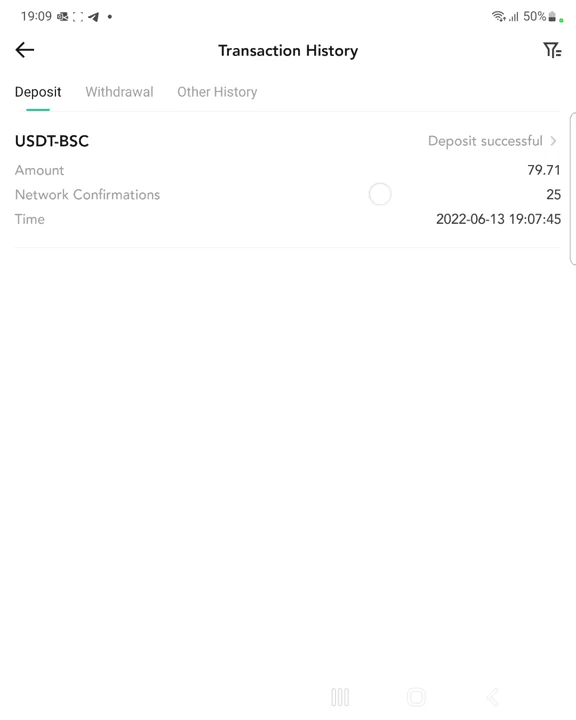 19:09 50%
Transaction History
Deposit Withdrawal Other History
USDT-BSC Deposit successful
Amount 79.71
Network Confirmations 25
Time 2022-06-13 19:07:45